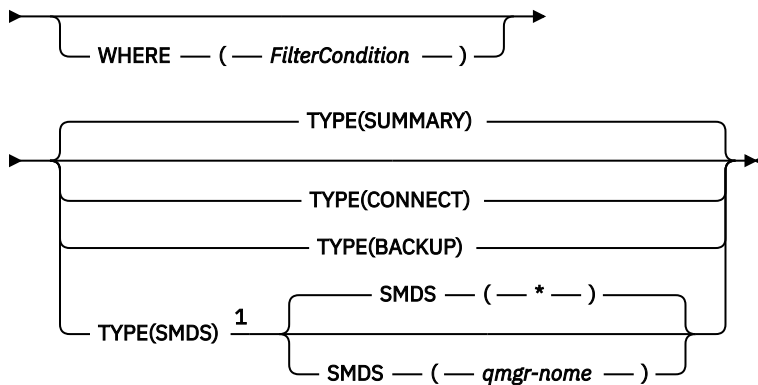 WHERE ( FilterCondition )
TYPE(SUMMARY)
TYPE(CONNECT)
TYPE(BACKUP)
SMDS ( * )
TYPE(SMDS) 1
SMDS ( qmgr-nome )